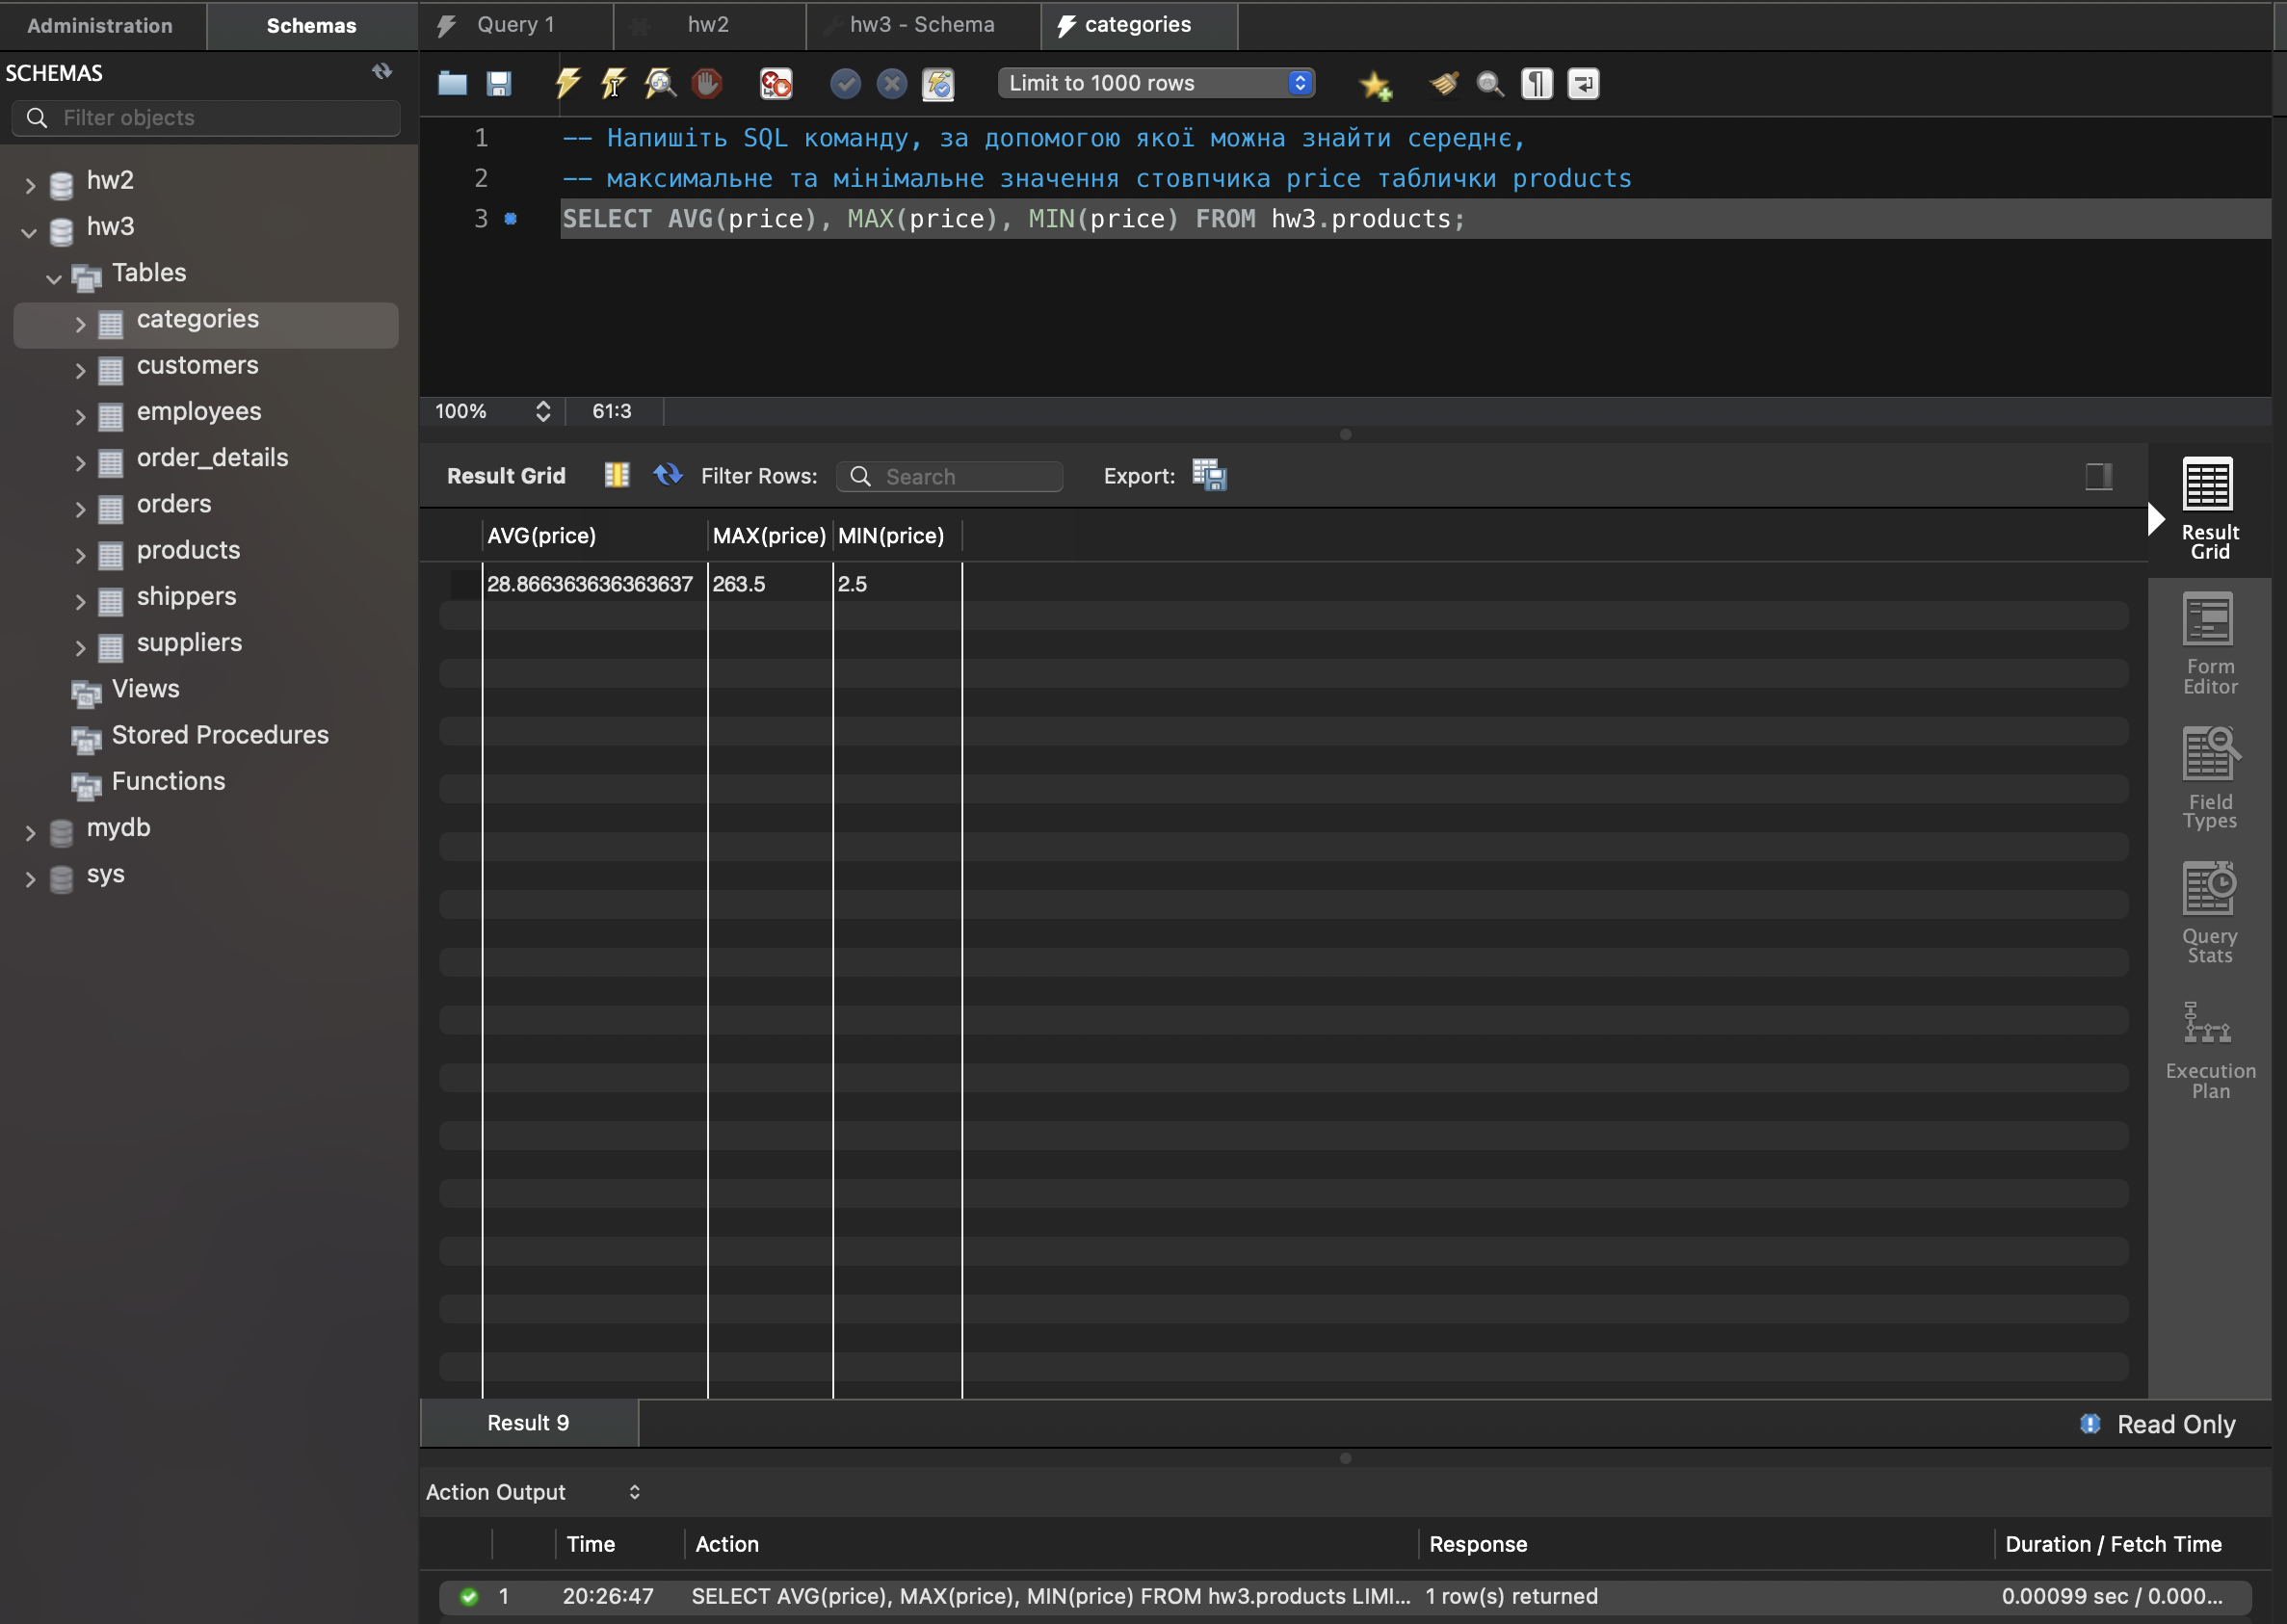 Administration
Schemas
Query 1
hw2
hw3 - Schema
categories
SCHEMAS
Filter objects
hw2
hw3
Tables
categories
customers
employees
order_details
orders
products
shippers
suppliers
Views
Stored Procedures
Functions
mydb
sys
Limit to 1000 rows
1 -- Напишіть SQL команду, за допомогою якої можна знайти середнє,
2 -- максимальне та мінімальне значення стовпчика price таблички products
3 SELECT AVG(price), MAX(price), MIN(price) FROM hw3.products;
100% 61:3
Result Grid Filter Rows: Search Export:
AVG(price) MAX(price) MIN(price)
28.866363636363637 263.5 2.5
Result
Grid
Form
Editor
Field
Types
Query
Stats
Execution
Plan
Result 9 Read Only
Action Output
Time Action Response Duration / Fetch Time
1 20:26:47 SELECT AVG(price), MAX(price), MIN(price) FROM hw3.products LIMI... 1 row(s) returned 0.00099 sec / 0.000...